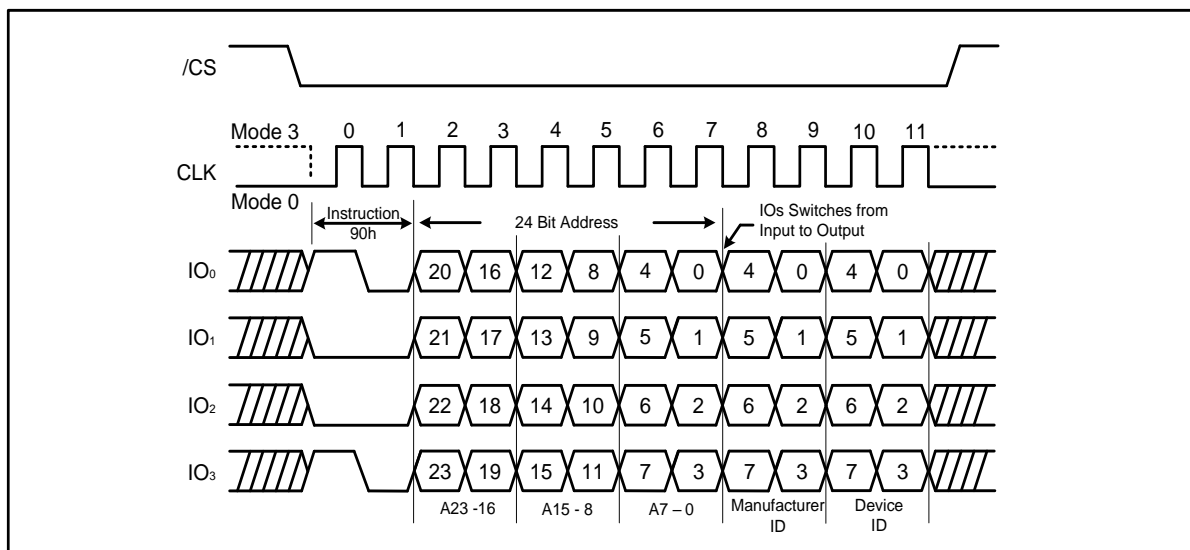 /CS
Mode 3 0 1 2 3 4 5 6 7 8 9 10 11
CLK
Mode 0
Instruction
90h
24 Bit Address
IOs Switches from
Input to Output
IO0 20 16 12 8 4 0 4 0 4 0
IO1 21 17 13 9 5 1 5 1 5 1
IO2 22 18 14 10 6 2 6 2 6 2
IO3 23 19 15 11 7 3 7 3 7 3
A23 -16 A15 - 8 A7 – 0 Manufacturer Device
ID ID